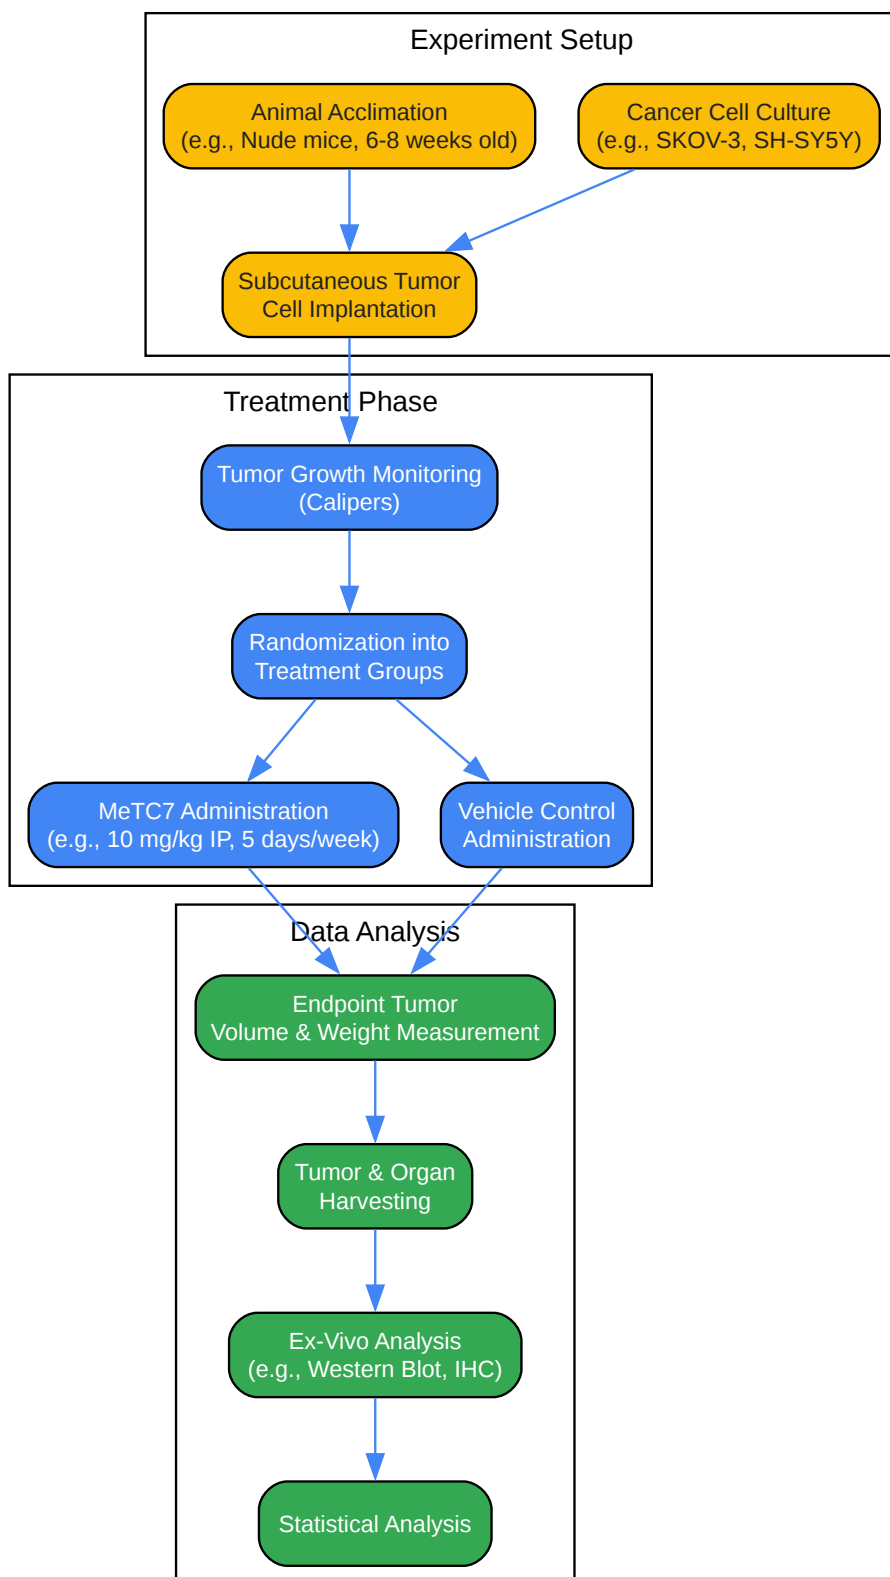 Experiment Setup
Animal Acclimation
(e.g., Nude mice, 6-8 weeks old)
Cancer Cell Culture
(e.g., SKOV-3, SH-SY5Y)
Subcutaneous Tumor
Cell Implantation
Treatment Phase
Tumor Growth Monitoring
(Calipers)
Randomization into
Treatment Groups
MeTC7 Administration
(e.g., 10 mg/kg IP, 5 days/week)
Vehicle Control
Administration
Data Analysis
Endpoint Tumor
Volume & Weight Measurement
Tumor & Organ
Harvesting
Ex-Vivo Analysis
(e.g., Western Blot, IHC)
Statistical Analysis